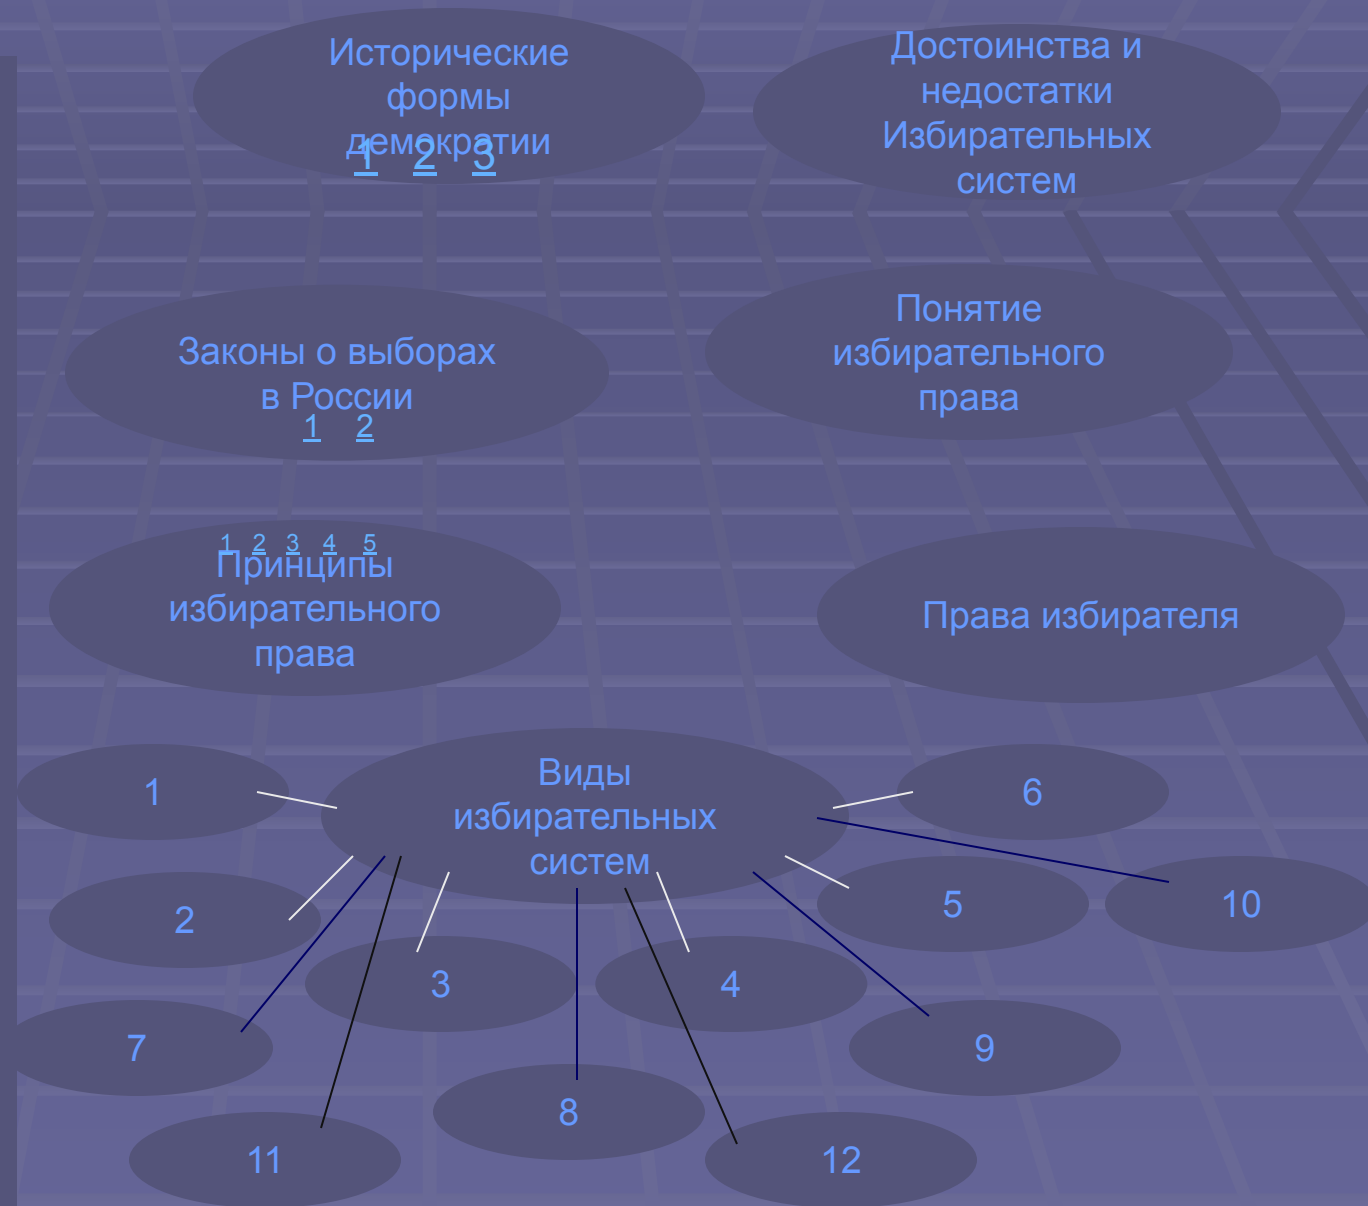 Исторические
формы
демократии
1 2 3
Достоинства и
недостатки
Избирательных
систем
Законы о выборах
в России
1 2
Понятие
избирательного
права
1 2 3 4 5
Принципы
избирательного
права
Права избирателя
Виды
избирательных
систем
1
6
2
5
10
3
4
7
9
8
11
12